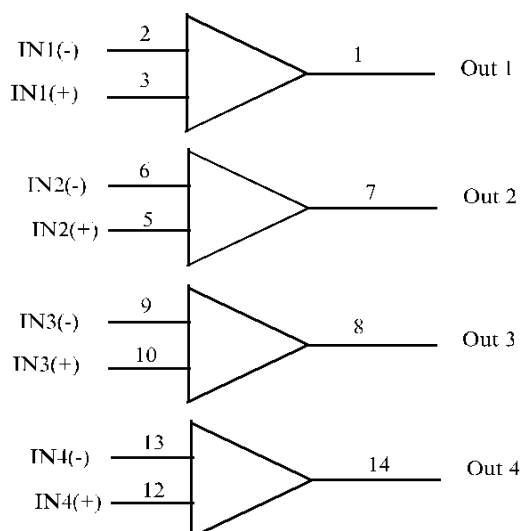 IN1(-) 2
1 Out 1
IN1(+) 3
IN2(-) 6
7 Out 2
IN2(+) 5
IN3(-) 9
8 Out 3
IN3(+) 10
IN4(-) 13
14 Out 4
IN4(+) 12